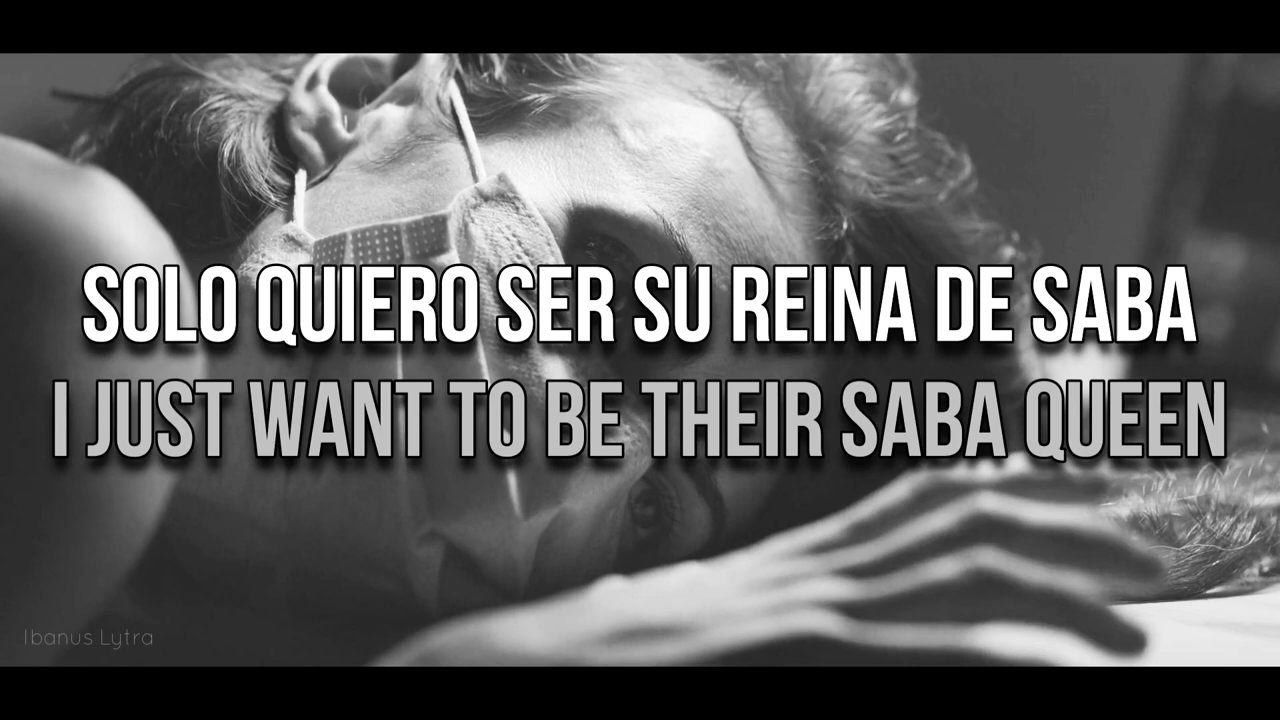 SOLO QUIERO SER SU REINA DE SABA
I JUST WANT TO BE THEIR SABA QUEEN
Ibanus Lytra